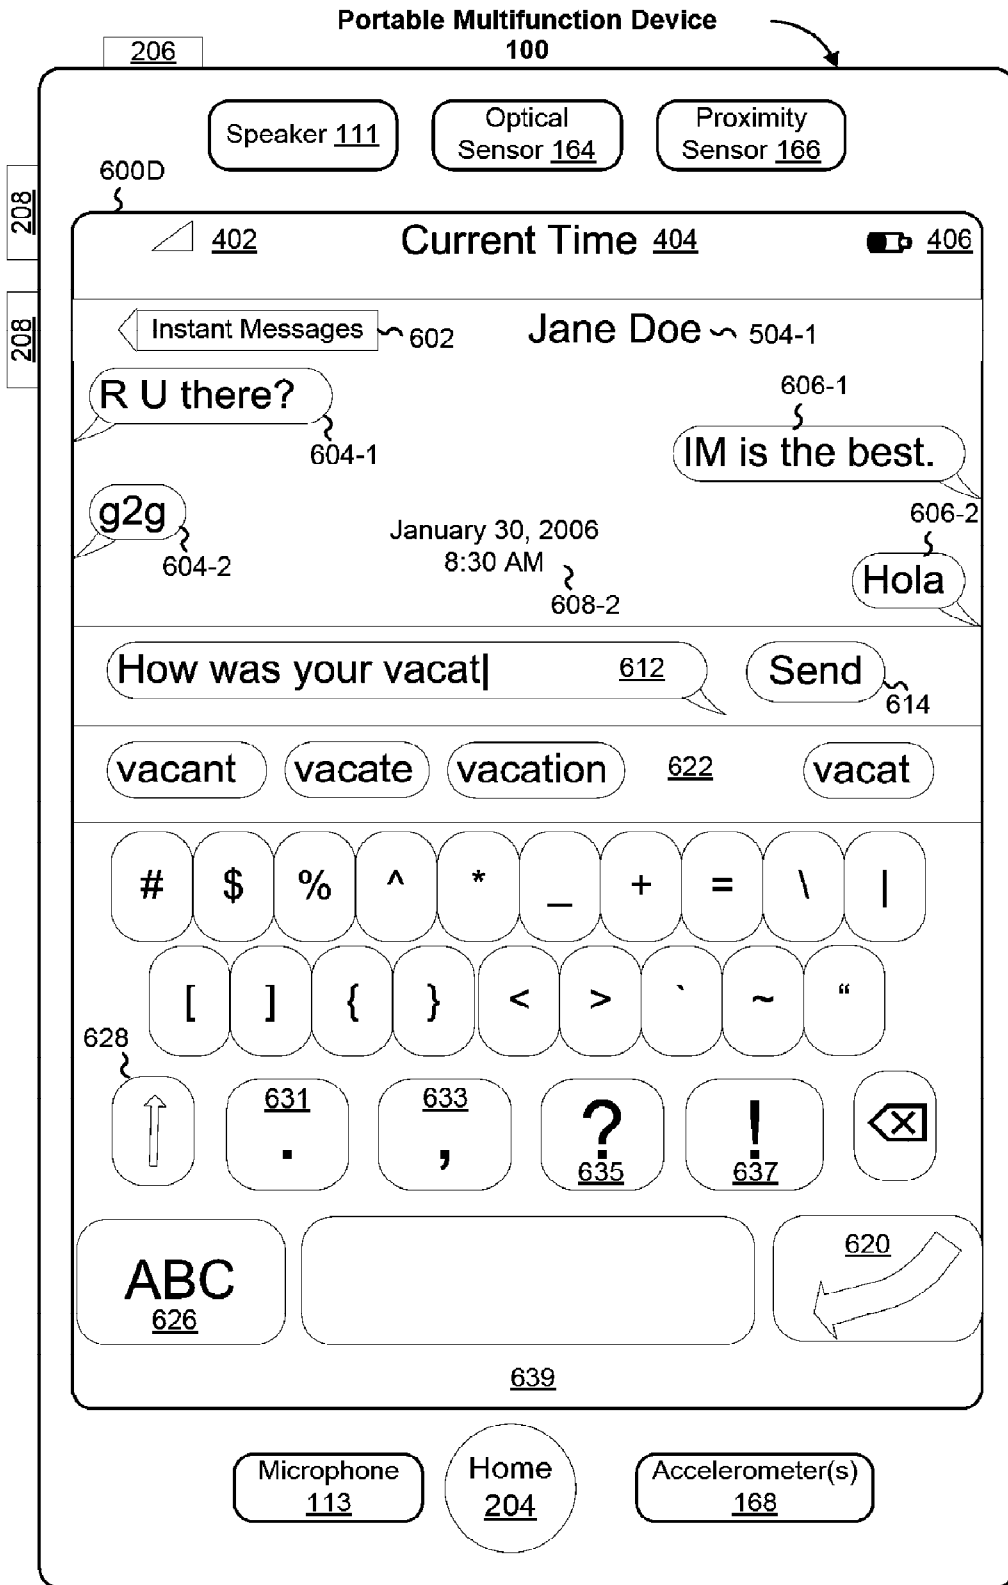 Portable Multifunction Device
100
206
Speaker 111
Optical
Sensor 164
Proximity
Sensor 166
208
208
600D
402
Current Time 404
406
Instant Messages
602
Jane Doe
504-1
R U there?
604-1
606-1
IM is the best.
g2g
604-2
January 30, 2006
8:30 AM
608-2
606-2
Hola
How was your vacat|
612
Send
614
vacant
vacate
vacation
622
vacat
# $ % ^ * _ + = \ |
[ ] { } < > ` ~ “
628
631
.
633
,
?
635
!
637
ABC
626
620
639
Microphone
113
Home
204
Accelerometer(s)
168